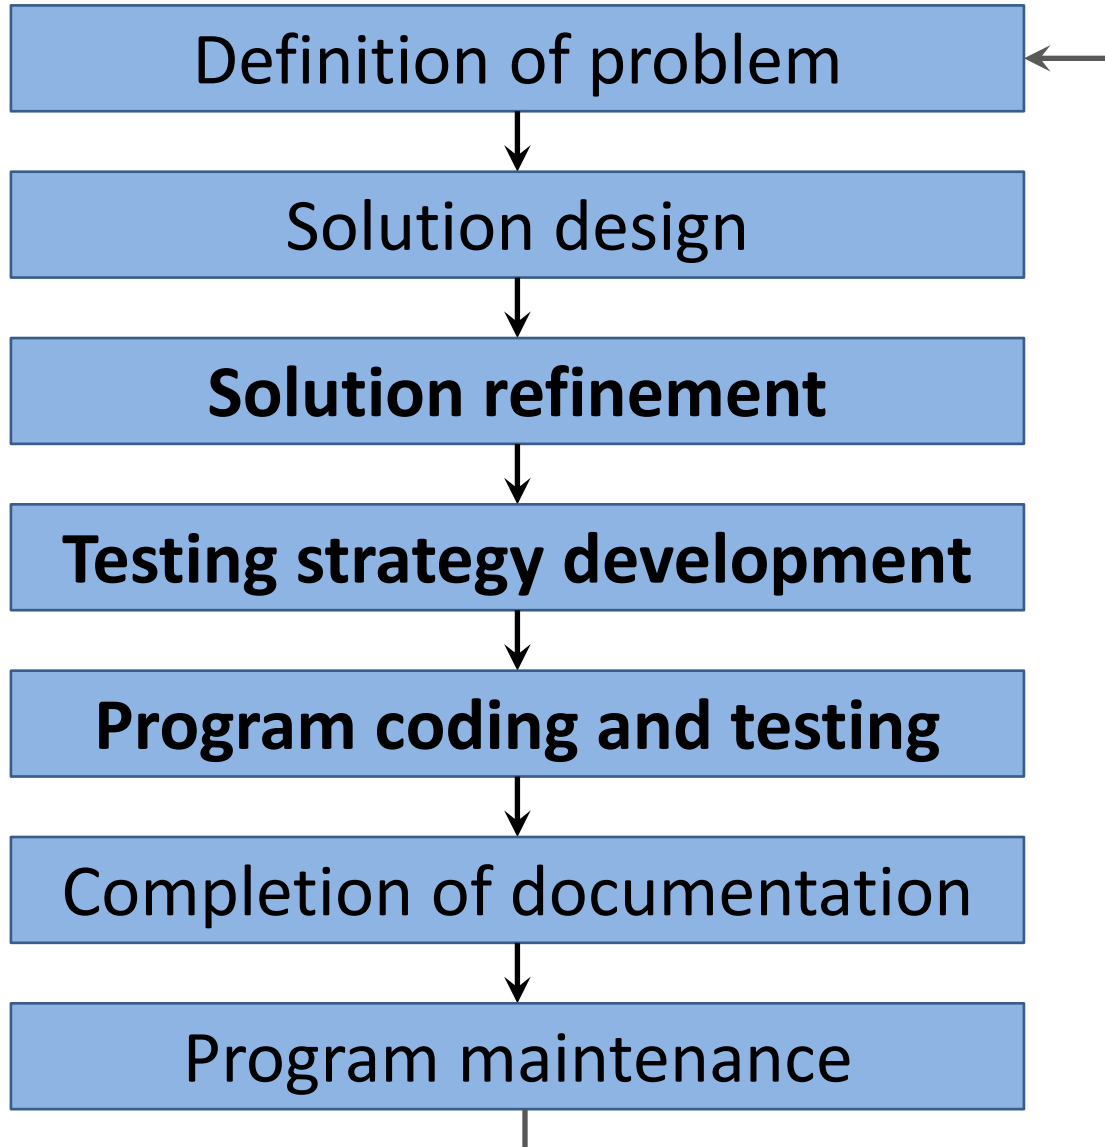 Definition of problem
Solution design
Solution refinement
Testing strategy development
Program coding and testing
Completion of documentation
Program maintenance